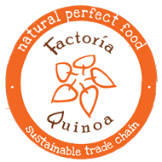 natural perfect food
Factoría
Quinoa
sustainable trade chain